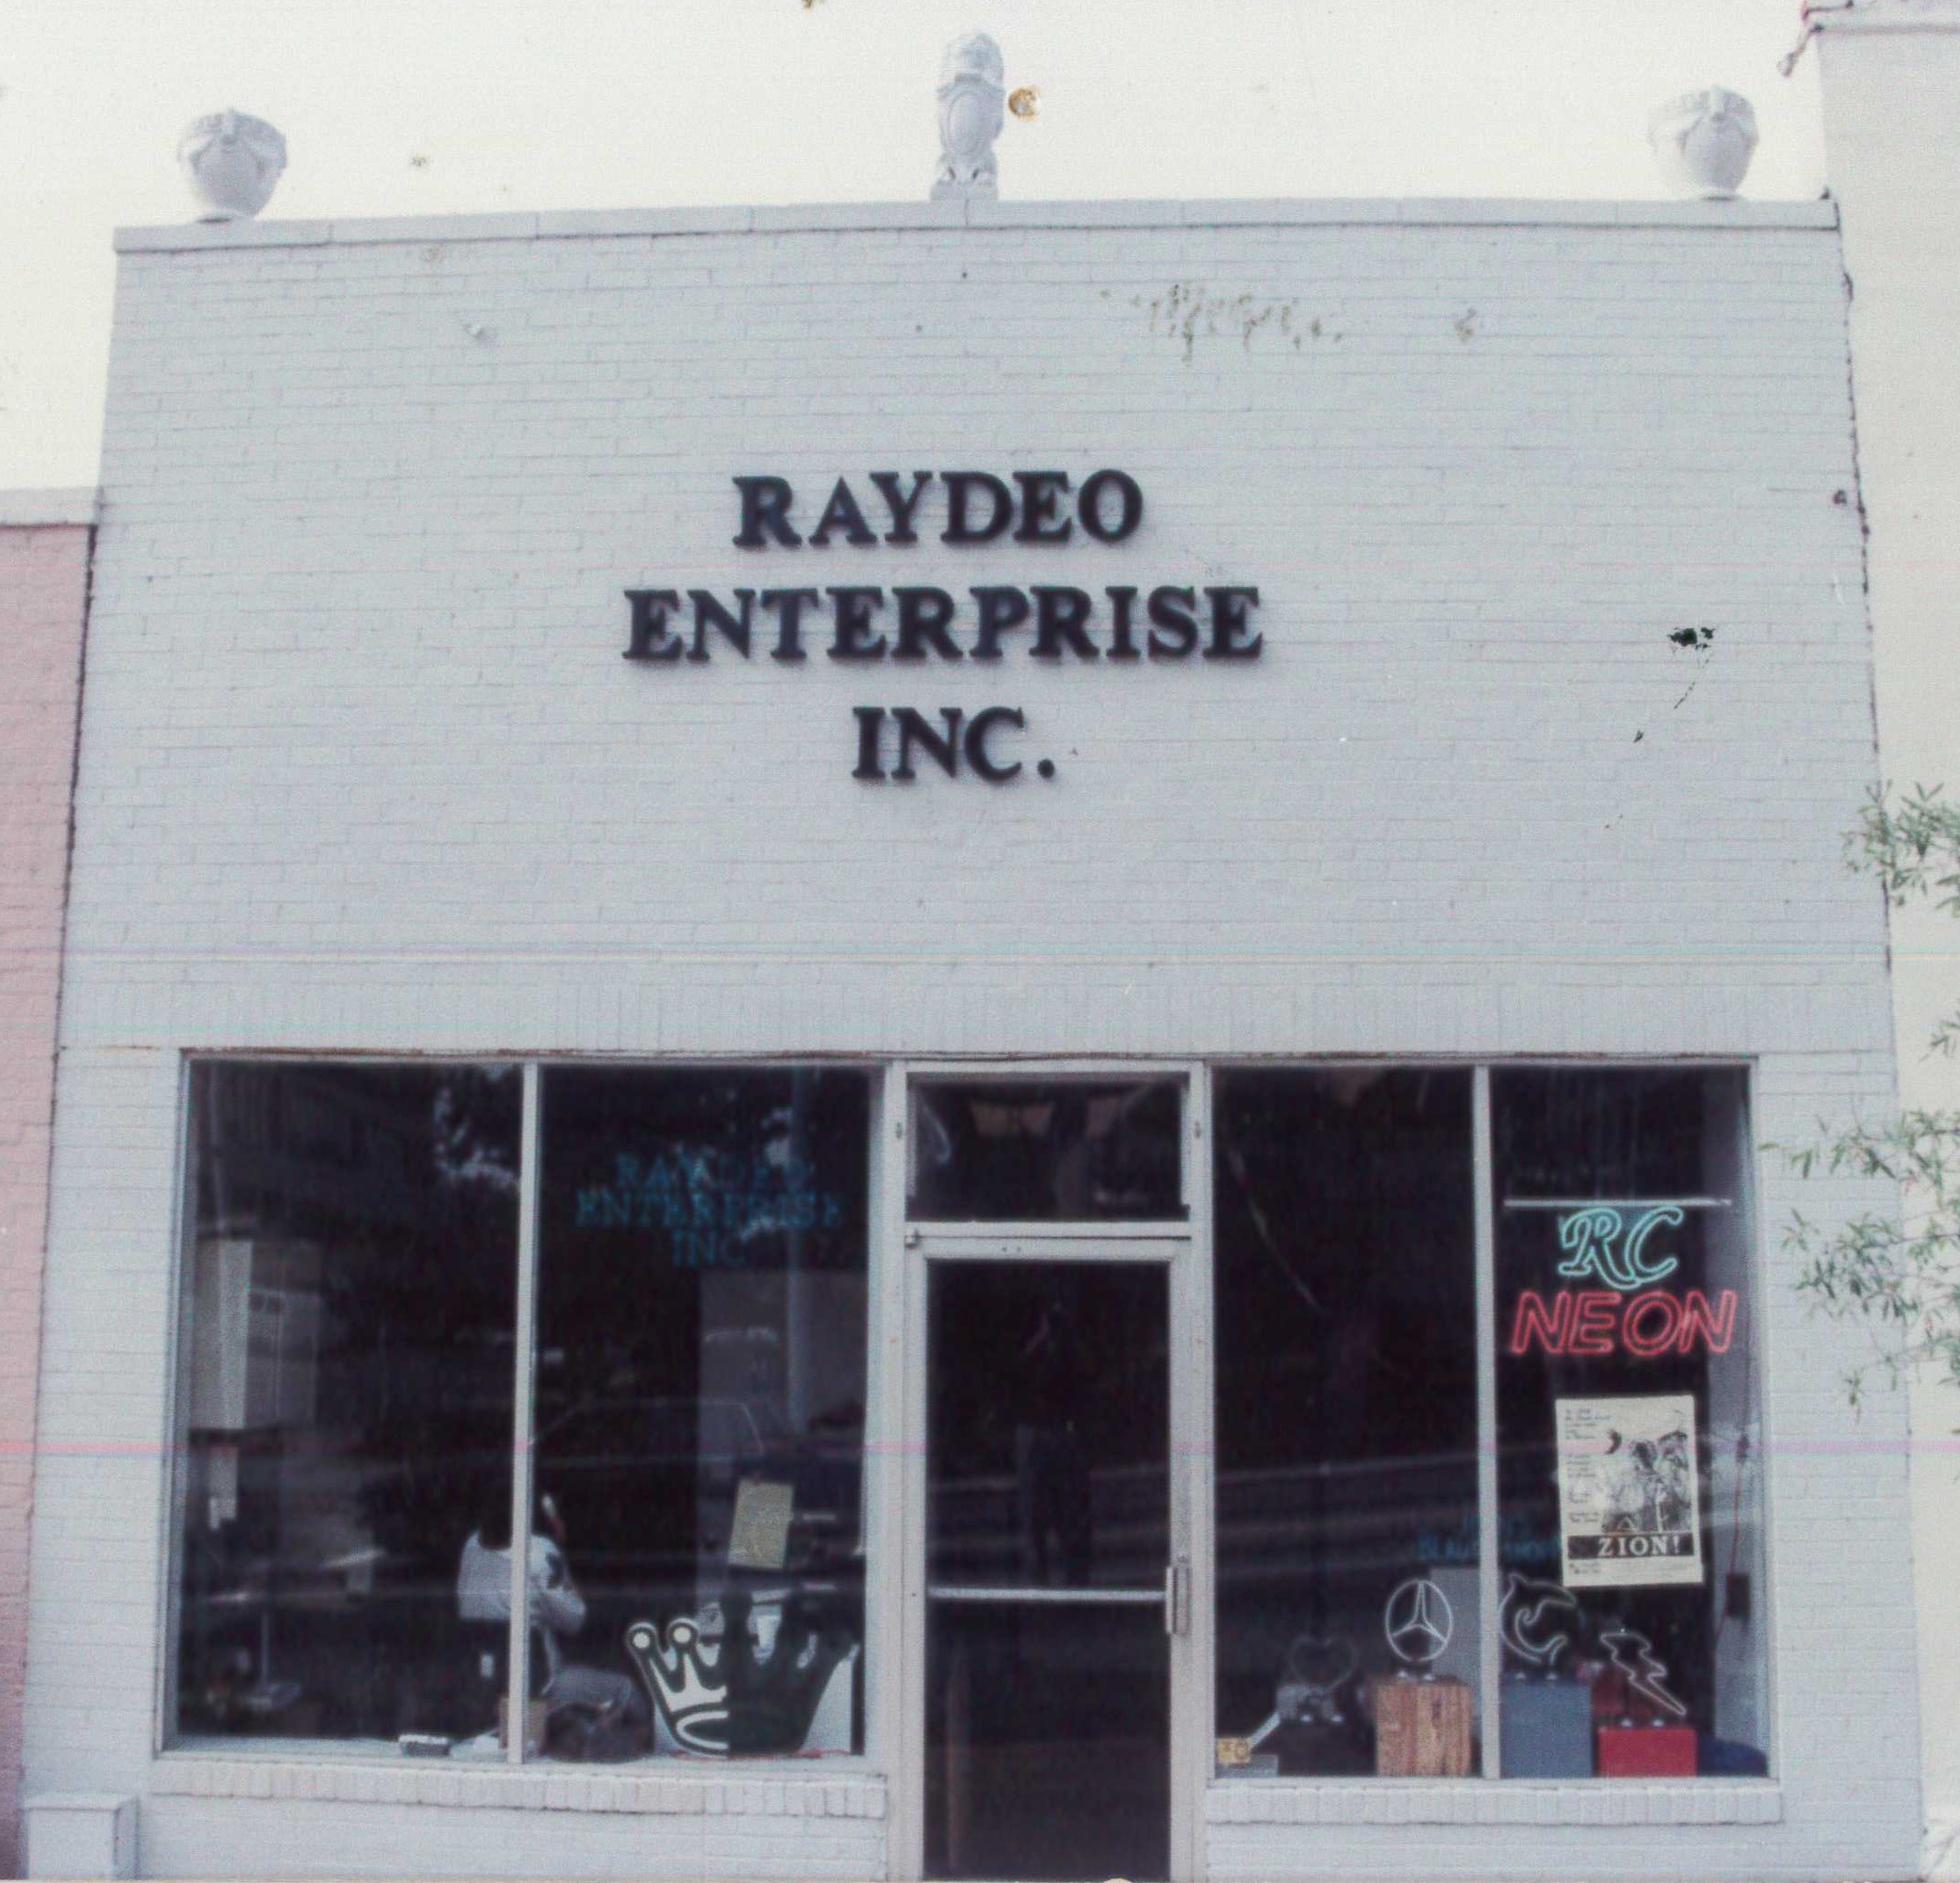 RAYDEO
ENTERPRISE
INC.
RAYDEO
ENTERPRISE
INC.
RC
NEON
ZION!